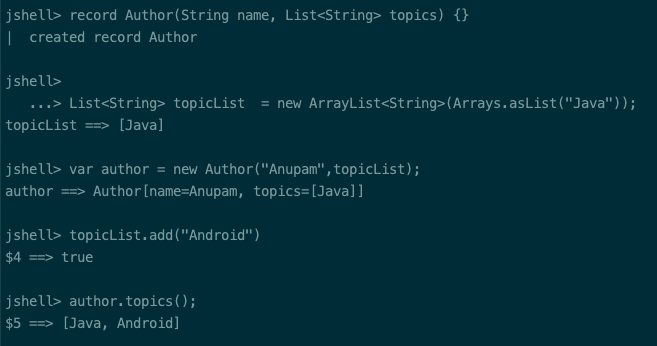 jshell> record Author(String name, List<String> topics) {}
|  created record Author
jshell>
   ...> List<String> topicList  = new ArrayList<String>(Arrays.asList("Java"));
topicList ==> [Java]
jshell> var author = new Author("Anupam",topicList);
author ==> Author[name=Anupam, topics=[Java]]
jshell> topicList.add("Android")
$4 ==> true
jshell> author.topics();
$5 ==> [Java, Android]